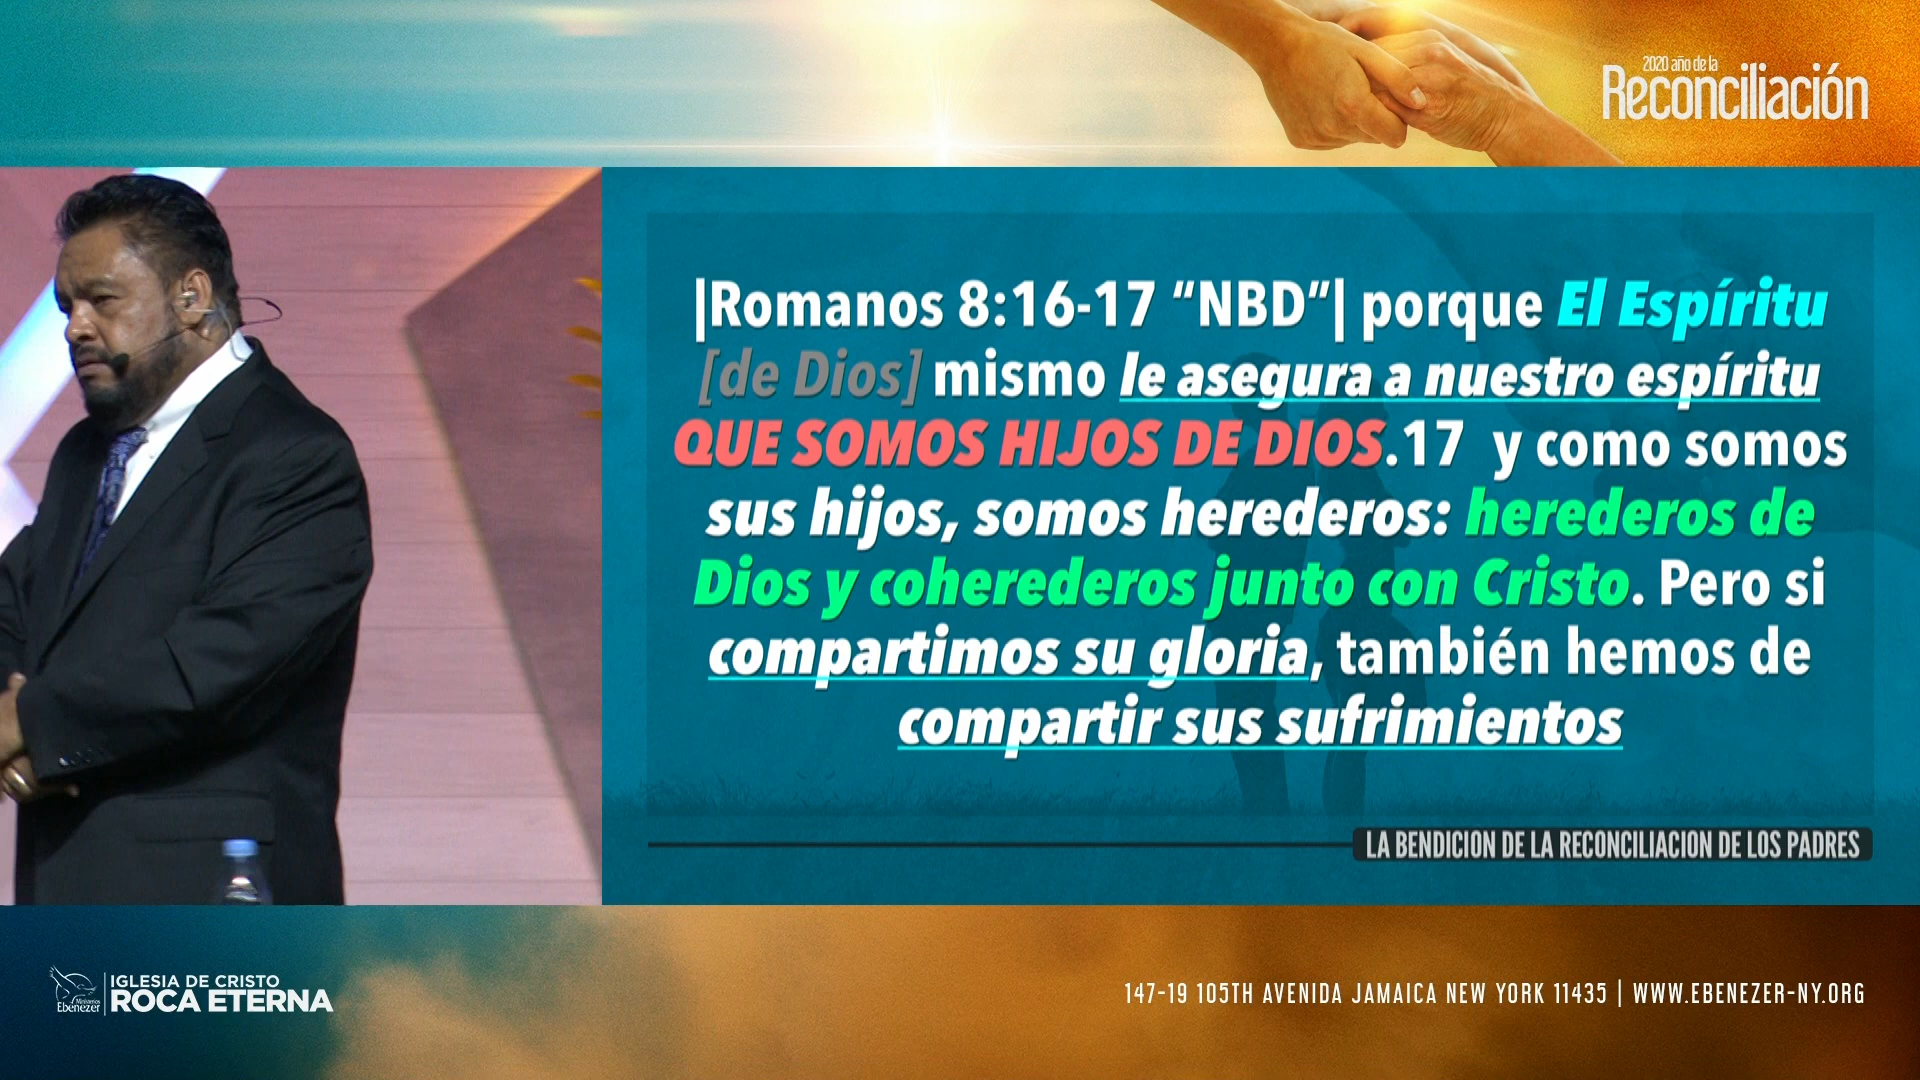 2020 año de la
Reconciliación
|Romanos 8:16-17 “NBD”| porque El Espíritu
[de Dios] mismo le asegura a nuestro espíritu
QUE SOMOS HIJOS DE DIOS.17 y como somos
sus hijos, somos herederos: herederos de
Dios y coherederos junto con Cristo. Pero si
compartimos su gloria, también hemos de
compartir sus sufrimientos
LA BENDICION DE LA RECONCILIACION DE LOS PADRES
Ministerios
Ebenezer
IGLESIA DE CRISTO
ROCA ETERNA
147-19 105TH AVENIDA JAMAICA NEW YORK 11435 | WWW.EBENEZER-NY.ORG